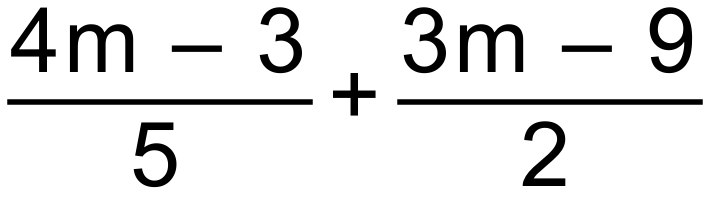 4m – 3 / 5 + 3m – 9 / 2